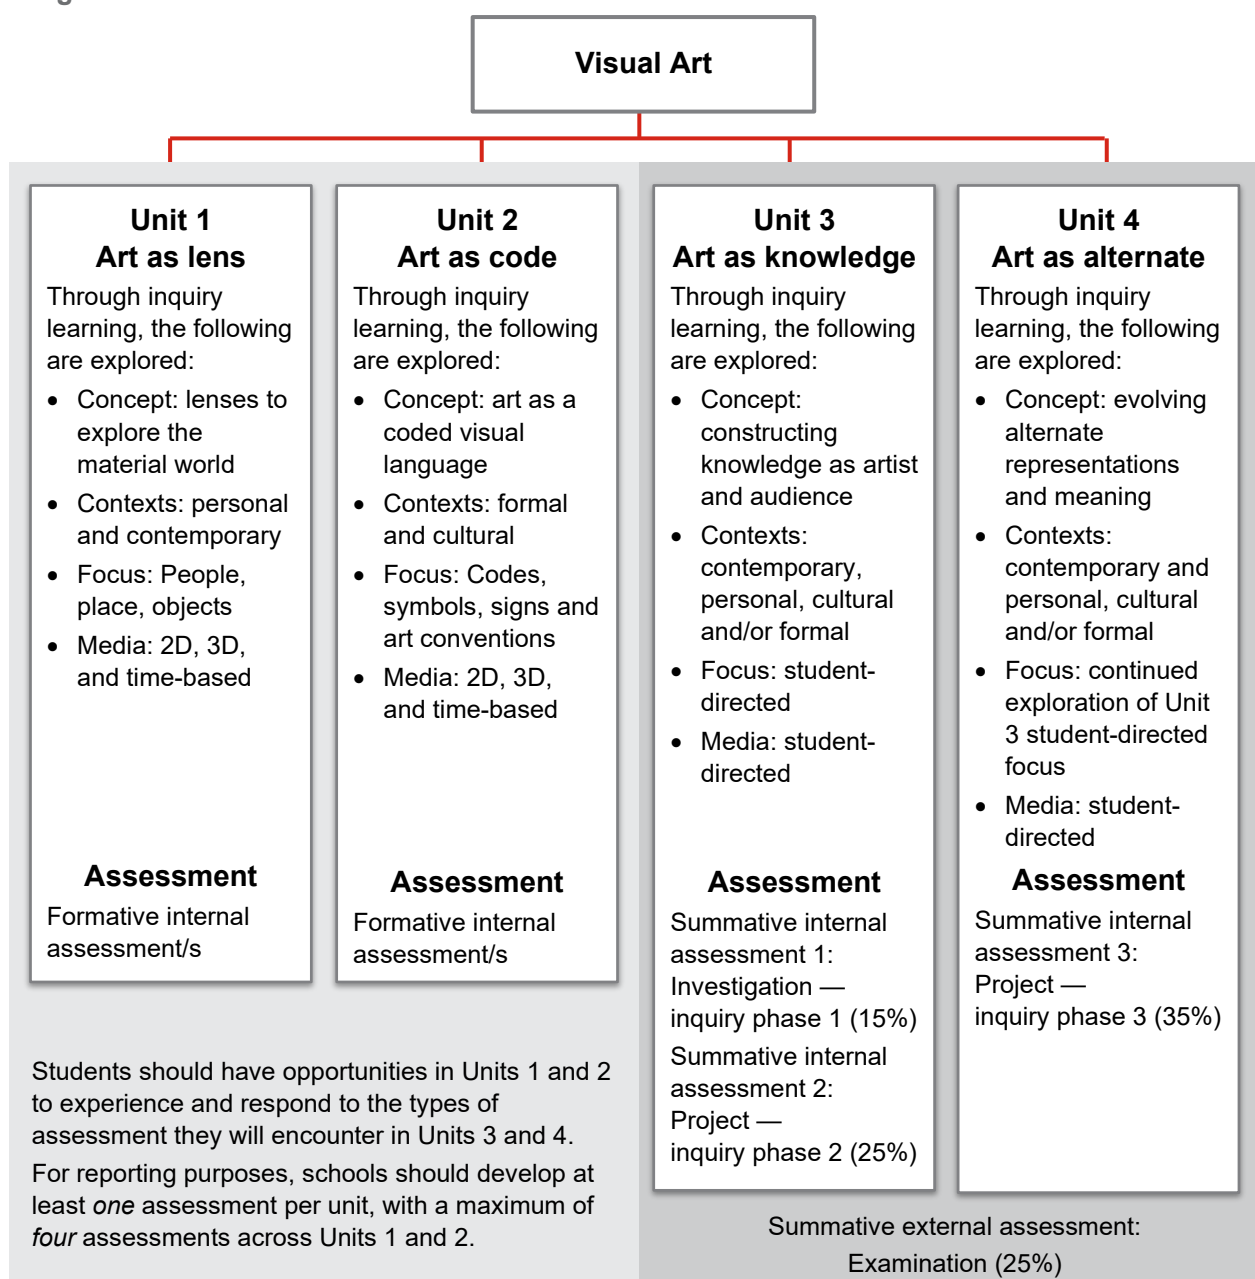 Visual Art
Unit 1
Art as lens
Through inquiry
learning, the following
are explored:
• Concept: lenses to
explore the
material world
• Contexts: personal
and contemporary
• Focus: People,
place, objects
• Media: 2D, 3D,
and time-based
Assessment
Formative internal
assessment/s
Unit 2
Art as code
Through inquiry
learning, the following
are explored:
• Concept: art as a
coded visual
language
• Contexts: formal
and cultural
• Focus: Codes,
symbols, signs and
art conventions
• Media: 2D, 3D,
and time-based
Assessment
Formative internal
assessment/s
Students should have opportunities in Units 1 and 2
to experience and respond to the types of
assessment they will encounter in Units 3 and 4.
For reporting purposes, schools should develop at
least one assessment per unit, with a maximum of
four assessments across Units 1 and 2.
Unit 3
Art as knowledge
Through inquiry
learning, the following
are explored:
• Concept:
constructing
knowledge as artist
and audience
• Contexts:
contemporary,
personal, cultural
and/or formal
• Focus: student-
directed
• Media: student-
directed
Assessment
Summative internal
assessment 1:
Investigation —
inquiry phase 1 (15%)
Summative internal
assessment 2:
Project —
inquiry phase 2 (25%)
Unit 4
Art as alternate
Through inquiry
learning, the following
are explored:
• Concept: evolving
alternate
representations
and meaning
• Contexts:
contemporary and
personal, cultural
and/or formal
• Focus: continued
exploration of Unit
3 student-directed
focus
• Media: student-
directed
Assessment
Summative internal
assessment 3:
Project —
inquiry phase 3 (35%)
Summative external assessment:
Examination (25%)